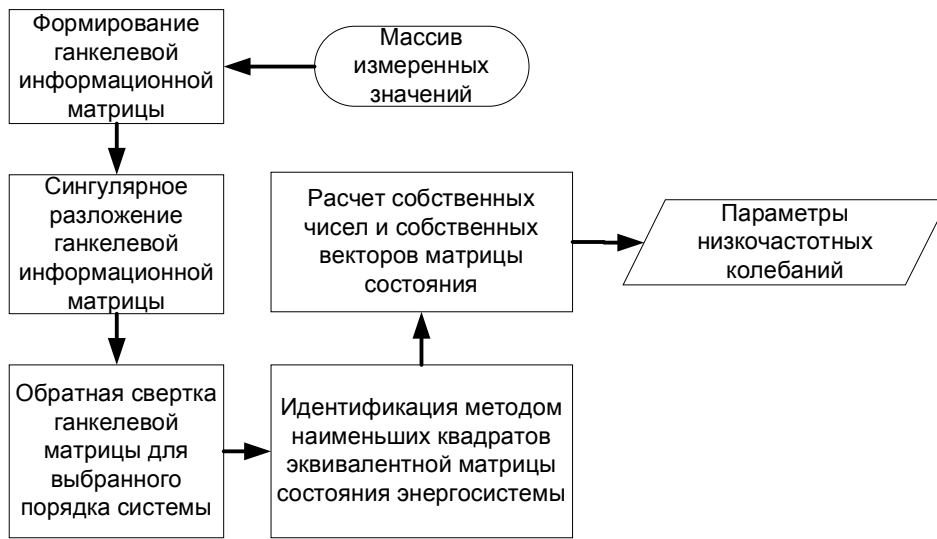 Массив
измеренных
значений
Формирование
ганкелевой
информационной
матрицы
Сингулярное
разложение
ганкелевой
информационной
матрицы
Обратная свертка
ганкелевой
матрицы для
выбранного
порядка системы
Идентификация методом
наименьших квадратов
эквивалентной матрицы
состояния энергосистемы
Расчет собственных
чисел и собственных
векторов матрицы
состояния
Параметры
низкочастотных
колебаний